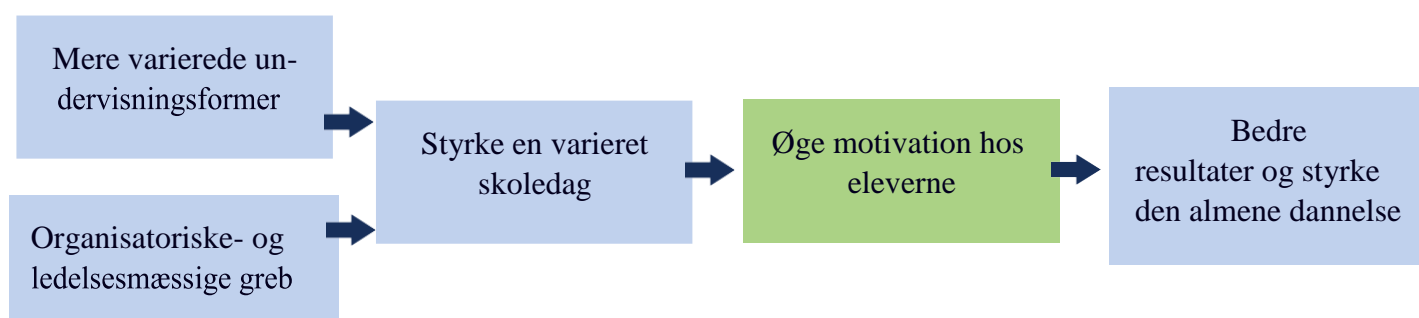 Mere varierede un-
dervisningsformer
Organisatoriske- og
ledelsesmæssige greb
Styrke en varieret
skoledag
Øge motivation hos
eleverne
Bedre
resultater og styrke
den almene dannelse